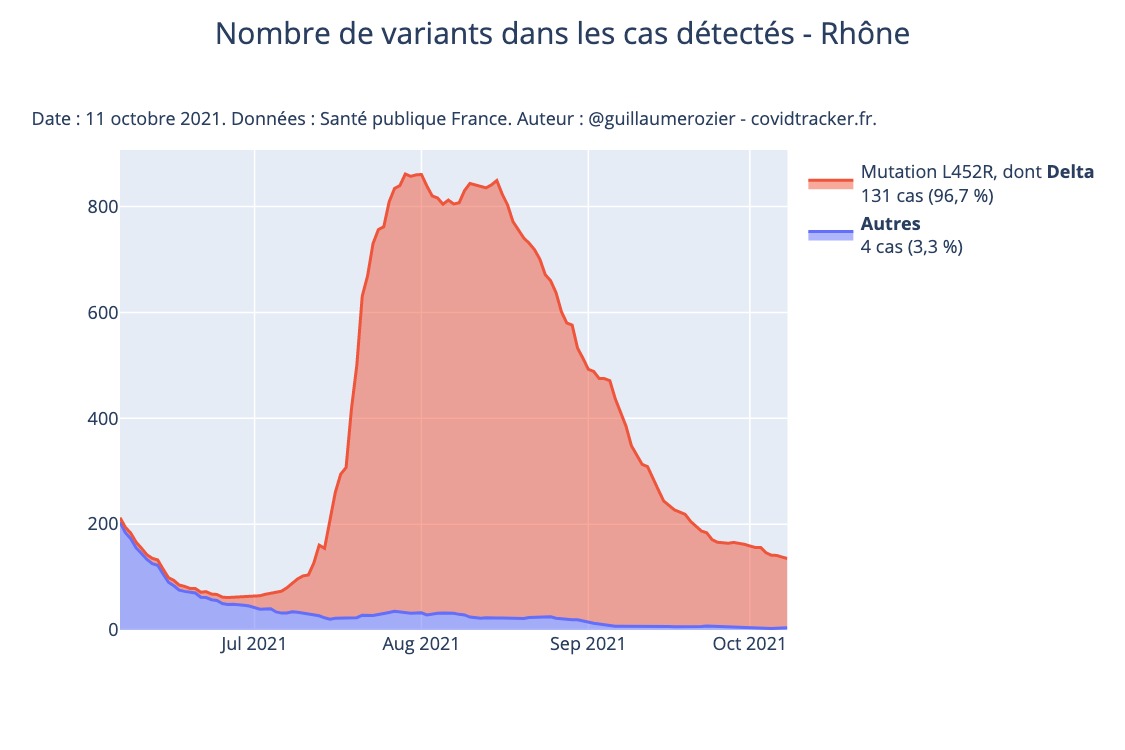 Nombre de variants dans les cas détectés - Rhône
Date : 11 octobre 2021. Données : Santé publique France. Auteur : @guillaumerozier - covidtracker.fr.
Mutation L452R, dont Delta
131 cas (96,7 %)
Autres
4 cas (3,3 %)
800
600
400
200
0
Jul 2021
Aug 2021
Sep 2021
Oct 2021